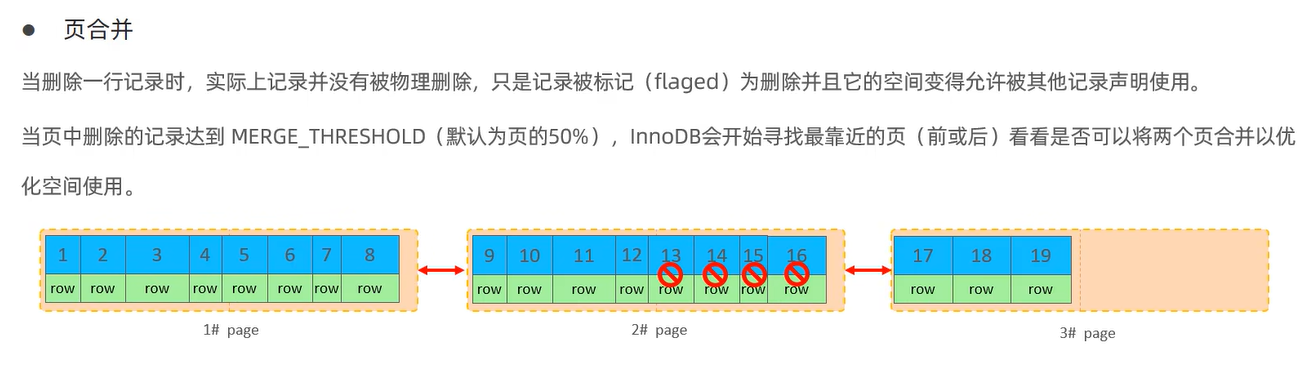 ● 页合并
当删除一行记录时，实际上记录并没有被物理删除，只是记录被标记（flaged）为删除并且它的空间变得允许被其他记录声明使用。
当页中删除的记录达到 MERGE_THRESHOLD（默认为页的50%），InnoDB会开始寻找最靠近的页（前或后）看看是否可以将两个页合并以优
化空间使用。
1 2 3 4 5 6 7 8 9 10 11 12 13 14 15 16 17 18 19
row row row row row row row row row row row row row row row row row row row
1# page 2# page 3# page